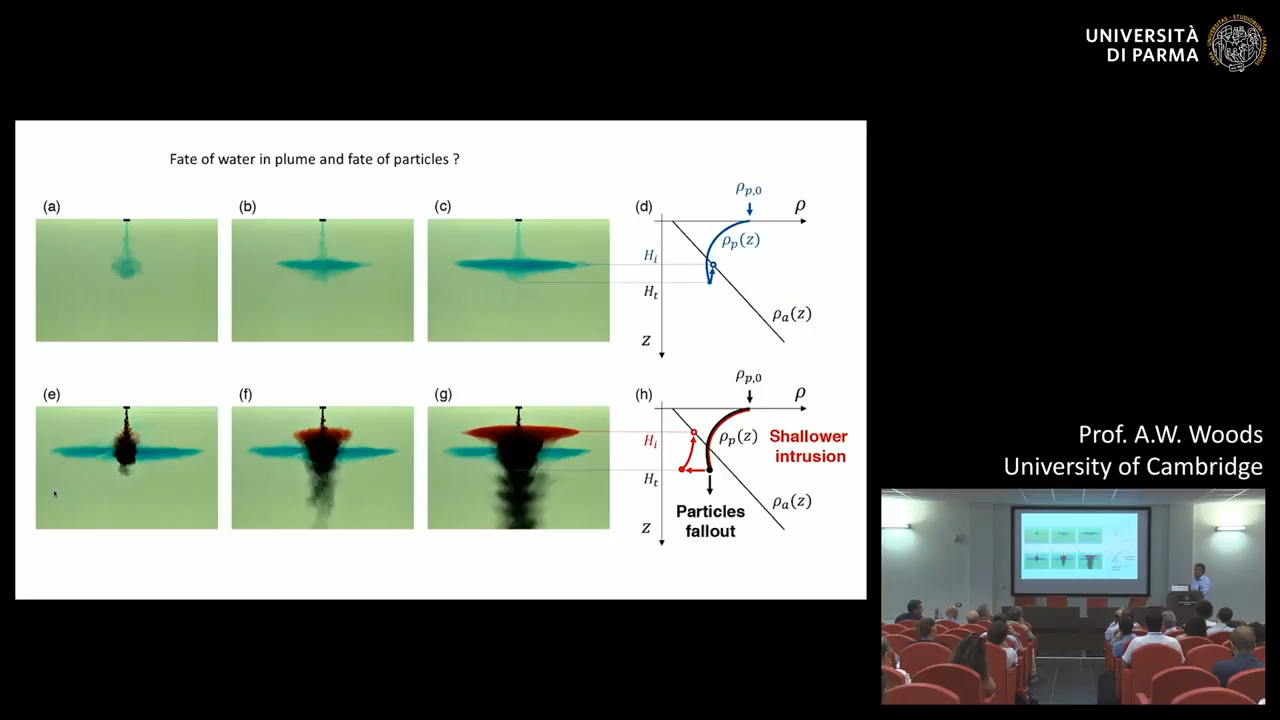 UNIVERSITÀ
DI PARMA
Fate of water in plume and fate of particles ?
(a)
(b)
(c)
(d)
ρp,0
ρ
ρp(z)
Hi
Ht
ρa(z)
z
(e)
(f)
(g)
(h)
ρp,0
ρ
ρp(z)
Shallower
intrusion
Hi
Ht
ρa(z)
Particles
fallout
z
Prof. A.W. Woods
University of Cambridge